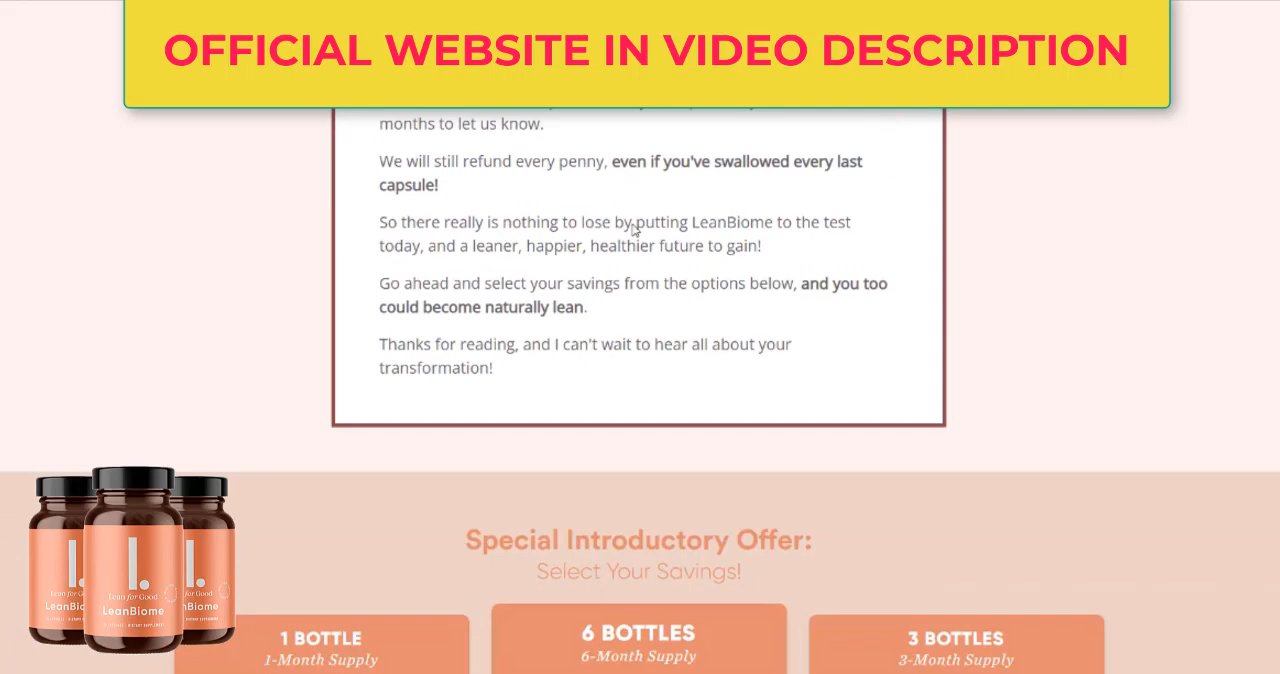 OFFICIAL WEBSITE IN VIDEO DESCRIPTION
months to let us know.
We will still refund every penny, even if you've swallowed every last
capsule!
So there really is nothing to lose by putting LeanBiome to the test
today, and a leaner, happier, healthier future to gain!
Go ahead and select your savings from the options below, and you too
could become naturally lean.
Thanks for reading, and I can't wait to hear all about your
transformation!
Special Introductory Offer:
Select Your Savings!
1 BOTTLE
1-Month Supply
6 BOTTLES
6-Month Supply
3 BOTTLES
3-Month Supply
l.
Lean for Good
LeanBiome